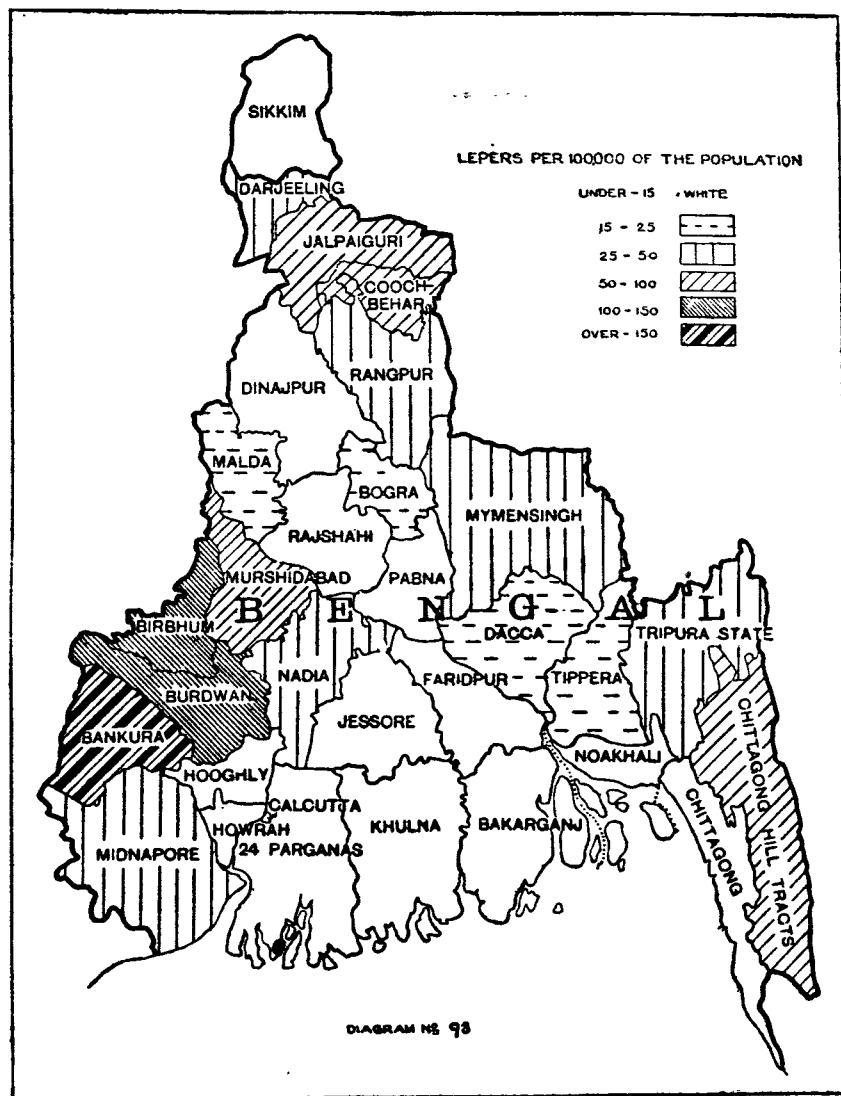 SIKKIM
LEPERS PER 100,000 OF THE POPULATION
UNDER - 15 WHITE
15 - 25
25 - 50
50 - 100
100 - 150
OVER - 150
DARJEELING
JALPAIGURI
COOCH
BEHAR
RANGPUR
DINAJPUR
MALDA
BOGRA
MYMENSINGH
RAJSHAHI
MURSHIDABAD
PABNA
BENGAL
BIRBHUM
DACCA
TRIPURA STATE
NADIA
FARIDPUR
TIPPERA
BURDWAN
JESSORE
BANKURA
NOAKHALI
CHITTAGONG HILL TRACTS
HOOGHLY
CHITTAGONG
CALCUTTA
HOWRAH
24 PARGANAS
KHULNA
BAKARGANJ
MIDNAPORE
DIAGRAM No 93